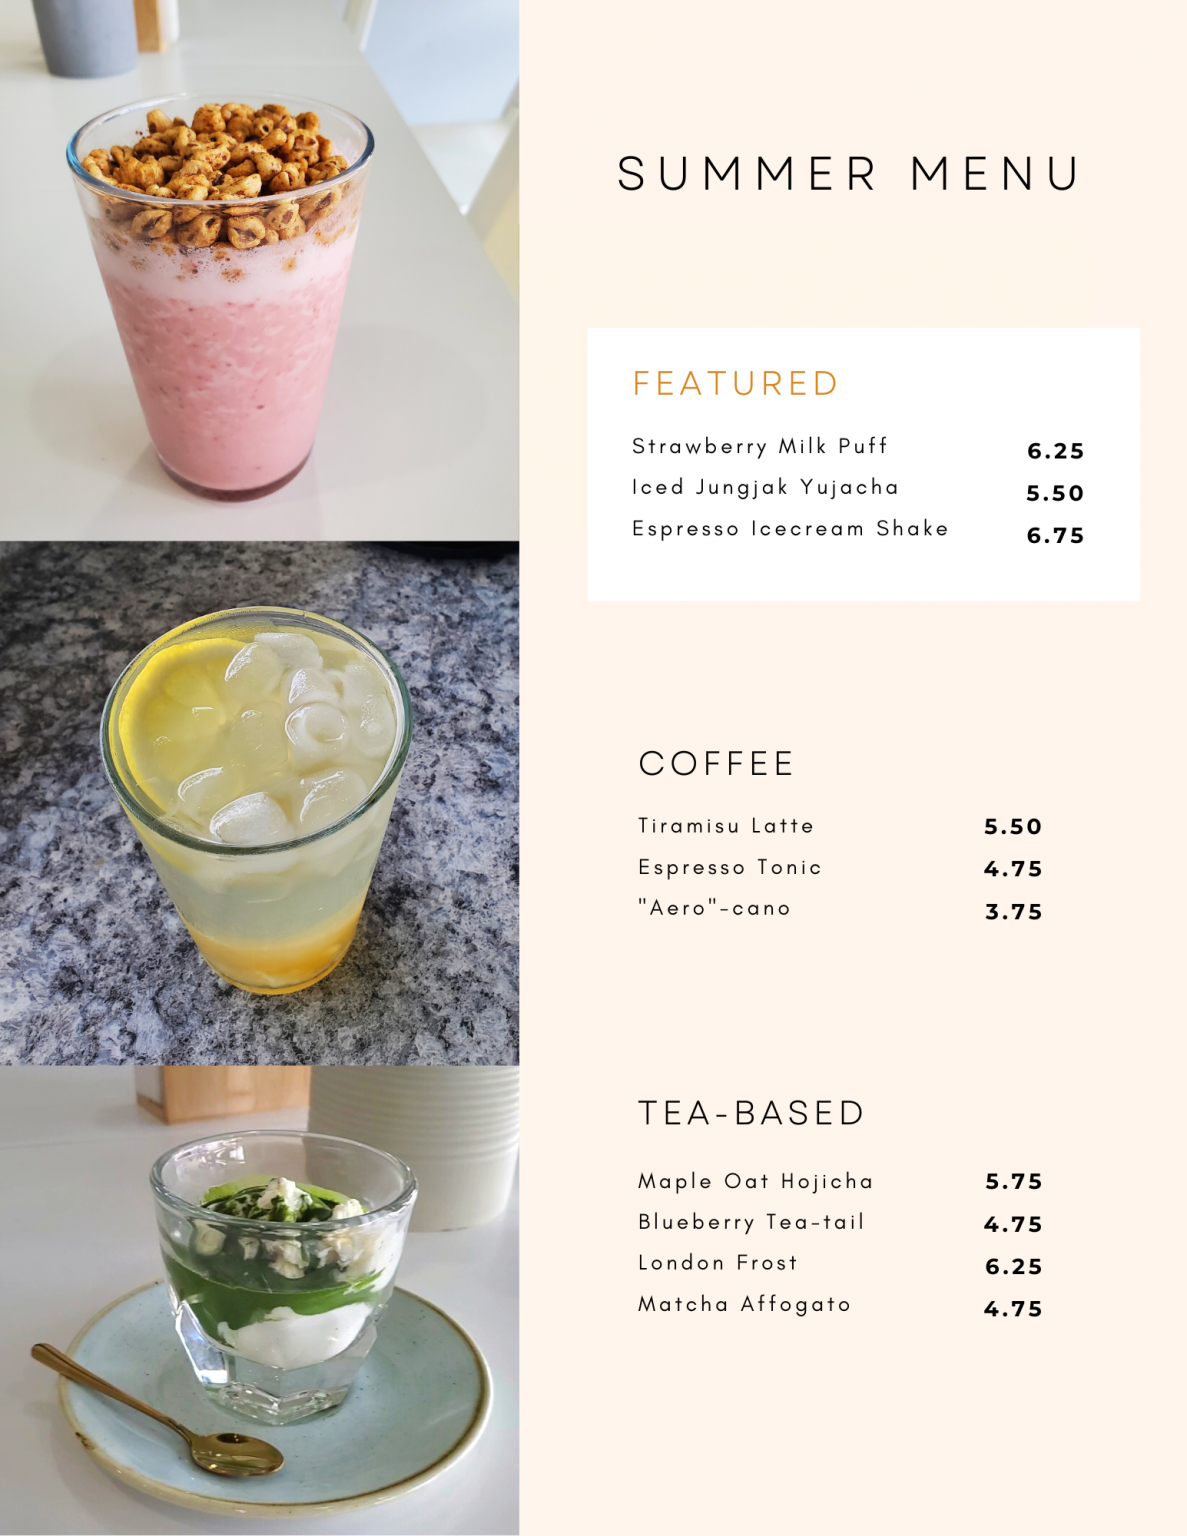 SUMMER MENU
FEATURED
Strawberry Milk Puff 6.25
Iced Jungjak Yujacha 5.50
Espresso Icecream Shake 6.75
COFFEE
Tiramisu Latte 5.50
Espresso Tonic 4.75
"Aero"-cano 3.75
TEA-BASED
Maple Oat Hojicha 5.75
Blueberry Tea-tail 4.75
London Frost 6.25
Matcha Affogato 4.75